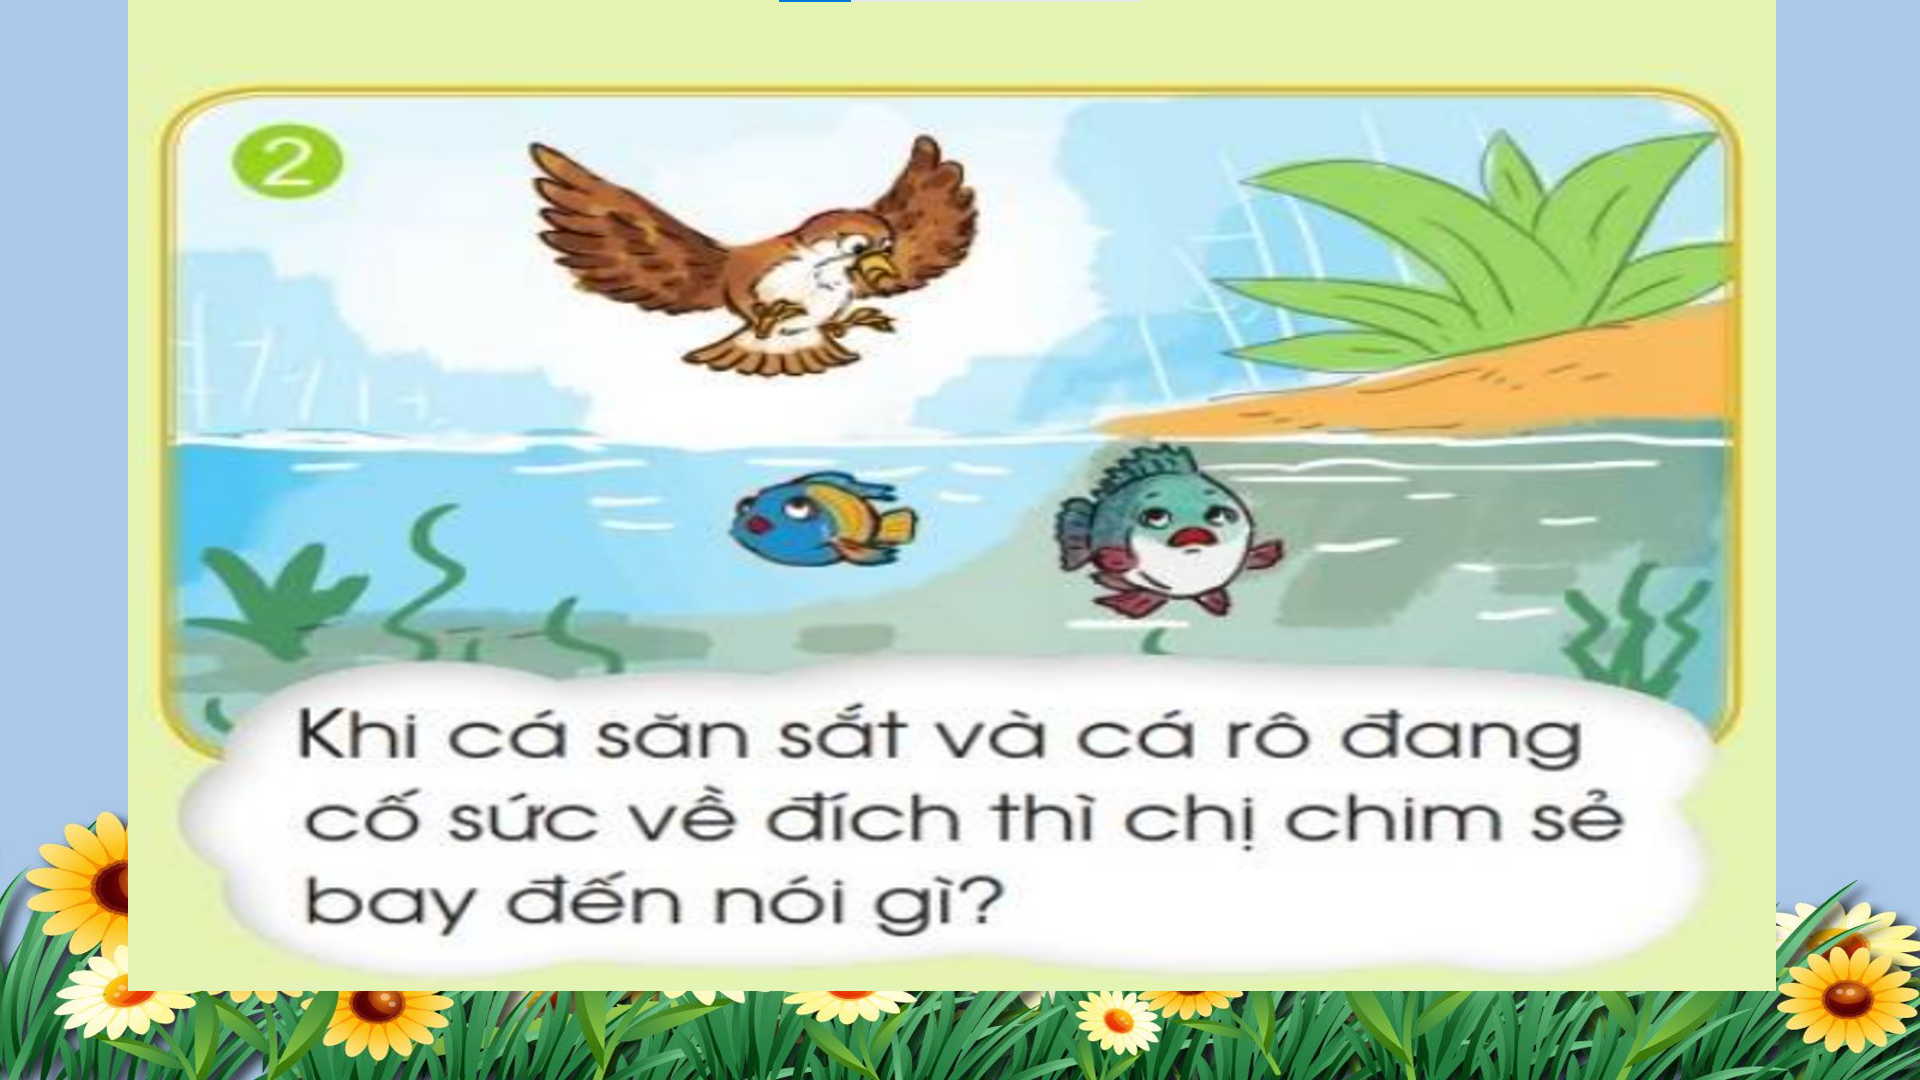 2
Khi cá săn sắt và cá rô đang
cố sức về đích thì chị chim sẻ
bay đến nói gì?